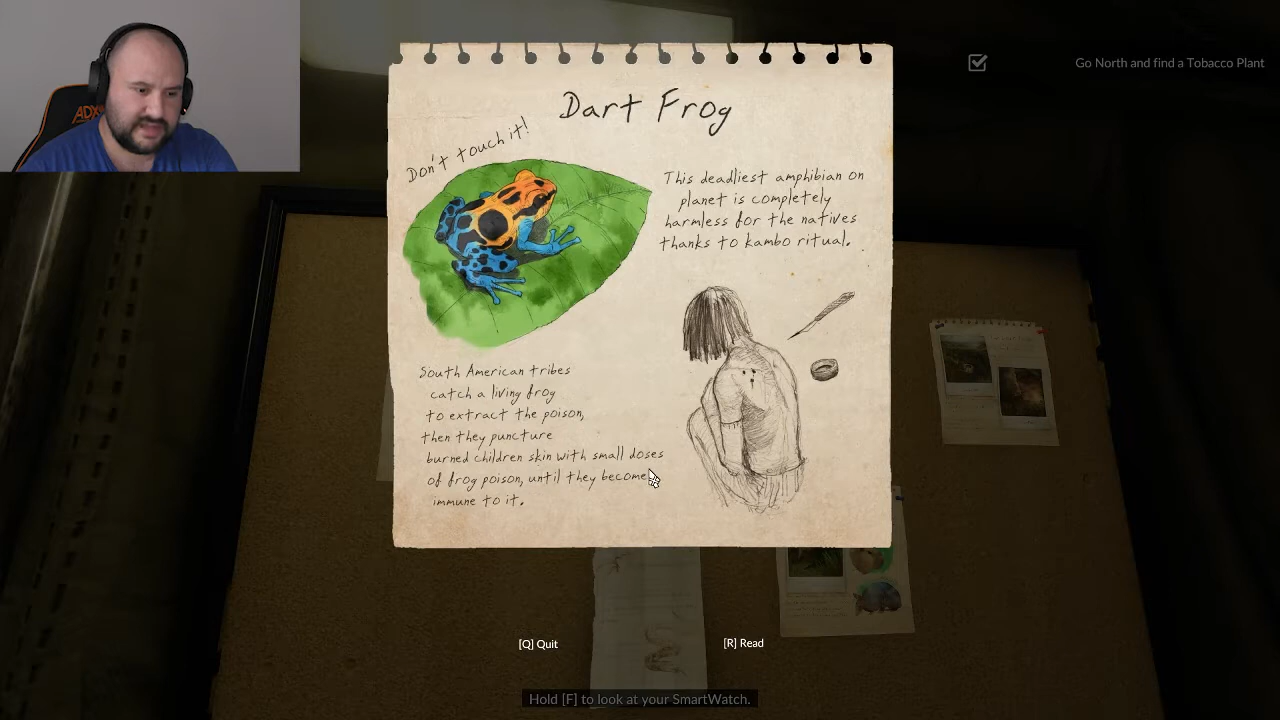 Go North and find a Tobacco Plant
Dart Frog
Don't touch it!
This deadliest amphibian on
planet is completely
harmless for the natives
thanks to kambo ritual.
South American tribes
catch a living frog
to extract the poison,
then they puncture
burned children skin with small doses
of frog poison, until they become
immune to it.
[Q] Quit
[R] Read
Hold [F] to look at your SmartWatch.